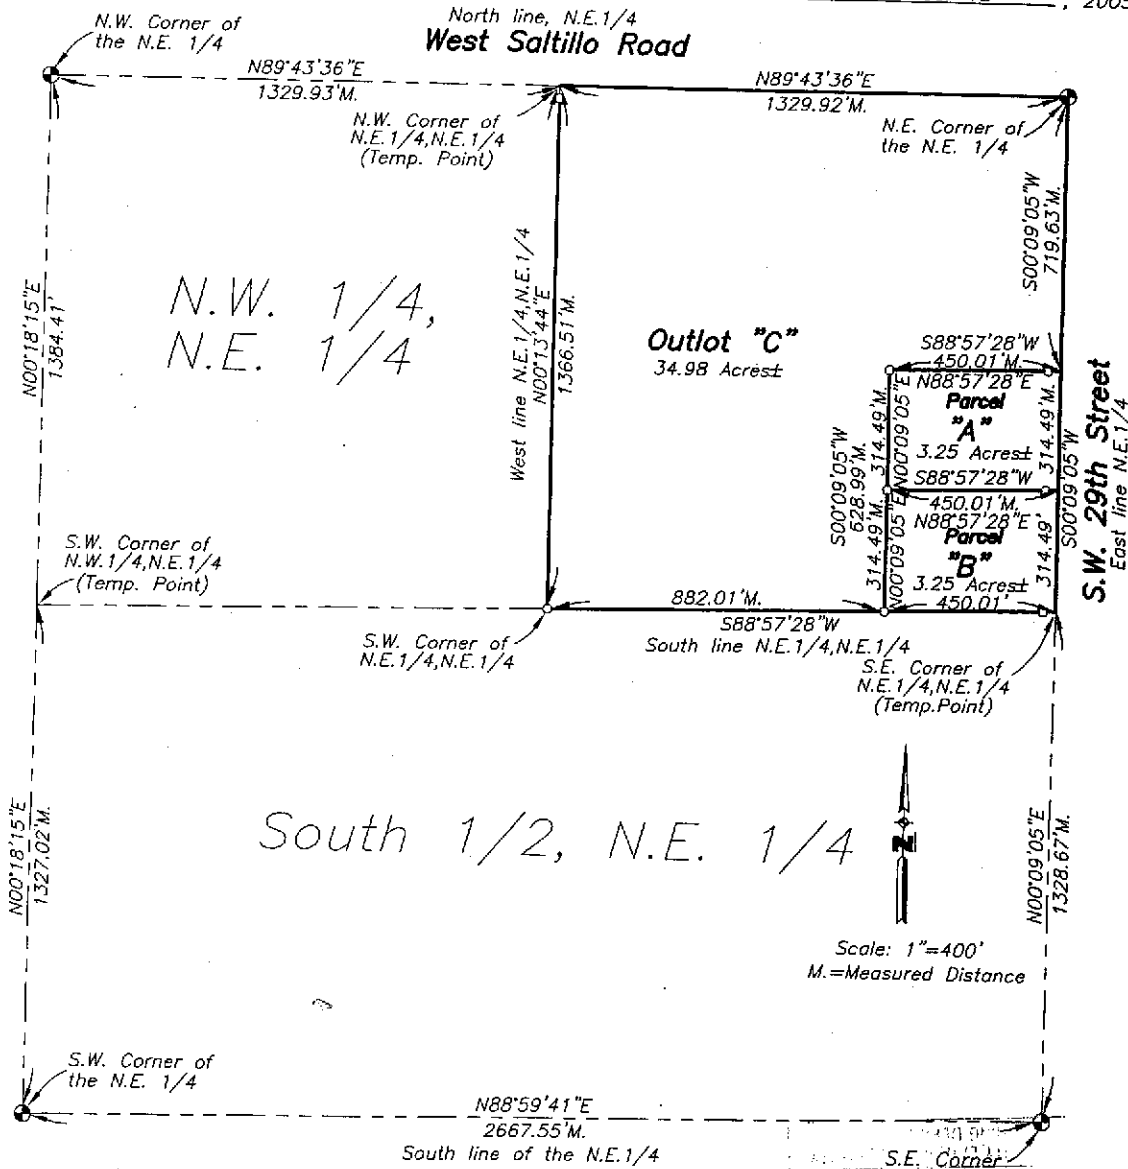 , 2005
N.W. Corner of
the N.E. 1/4
North line, N.E.1/4
West Saltillo Road
N89°43'36"E
1329.93'M.
N89°43'36"E
1329.92'M.
N.W. Corner of
N.E.1/4,N.E.1/4
(Temp. Point)
N.E. Corner of
the N.E. 1/4
S00°09'05"W
719.63'M.
N00°18'15"E
1384.41'
N.W. 1/4,
N.E. 1/4
West line N.E.1/4,N.E.1/4
N00°13'44"E
1366.51'M.
Outlot "C"
34.98 Acres±
S88°57'28"W
450.01'M.
N88°57'28"E
Parcel
"A"
3.25 Acres±
314.49'M.
N00°09'05"E
314.49'M.
S00°09'05"W
S.W. 29th Street
East line N.E.1/4
S00°09'05"W
628.99'M.
S88°57'28"W
450.01'M.
N88°57'28"E
Parcel
"B"
3.25 Acres±
450.01'
314.49'M.
N00°09'05"E
314.49'
S.W. Corner of
N.W.1/4,N.E.1/4
(Temp. Point)
882.01'M.
S88°57'28"W
South line N.E.1/4,N.E.1/4
S.W. Corner of
N.E.1/4,N.E.1/4
S.E. Corner of
N.E.1/4,N.E.1/4
(Temp.Point)
N00°18'15"E
1327.02'M.
South 1/2, N.E. 1/4
N
N00°09'05"E
1328.67'M.
Scale: 1"=400'
M.=Measured Distance
S.W. Corner of
the N.E. 1/4
N88°59'41"E
2667.55'M.
South line of the N.E.1/4
S.E. Corner